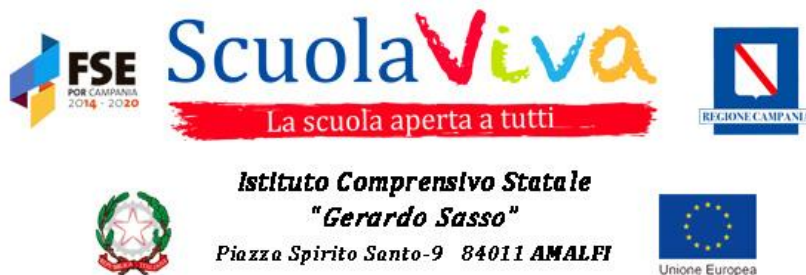 FSE
POR CAMPANIA
2014 - 2020
ScuolaViva
La scuola aperta a tutti
REGIONE CAMPANI
Istituto Comprensivo Statale
"Gerardo Sasso"
Piazza Spirito Santo-9 84011 AMALFI
Unione Europea